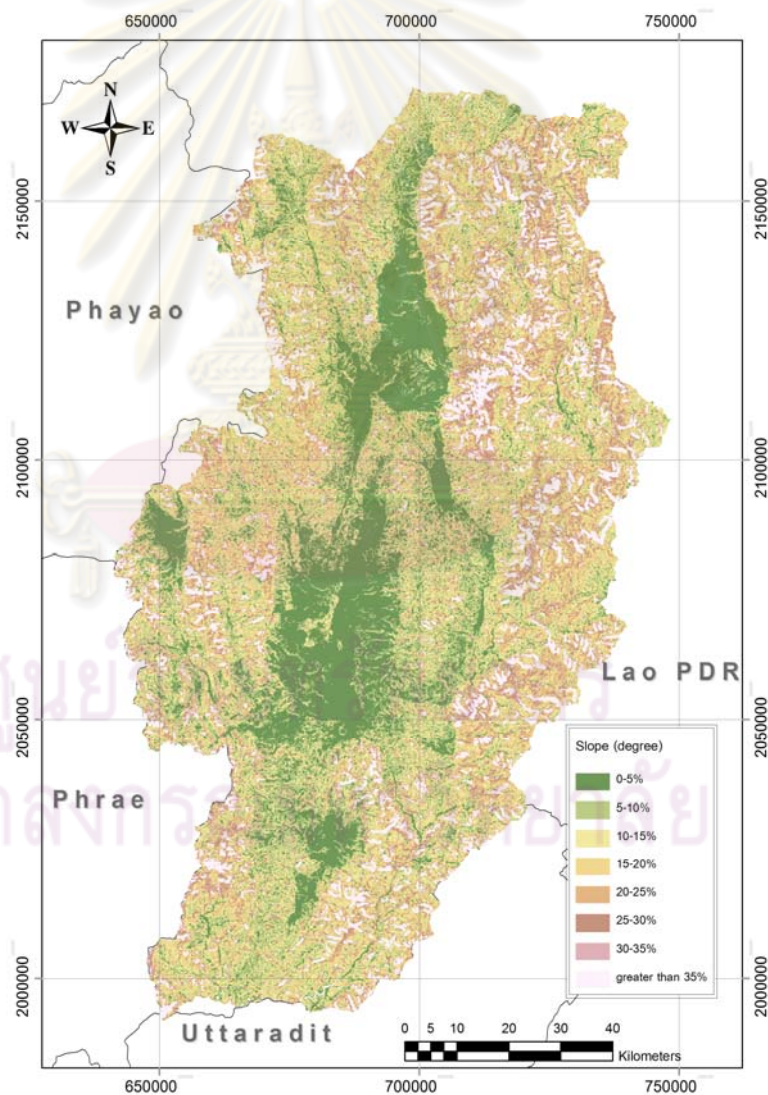 650000 700000 750000
N
W E
S
2150000 2150000
Phayao
2100000 2100000
Lao PDR
2050000 2050000
Slope (degree)
0-5%
5-10%
10-15%
15-20%
20-25%
25-30%
30-35%
greater than 35%
Phrae
2000000 2000000
Uttaradit
0 5 10 20 30 40
Kilometers
650000 700000 750000